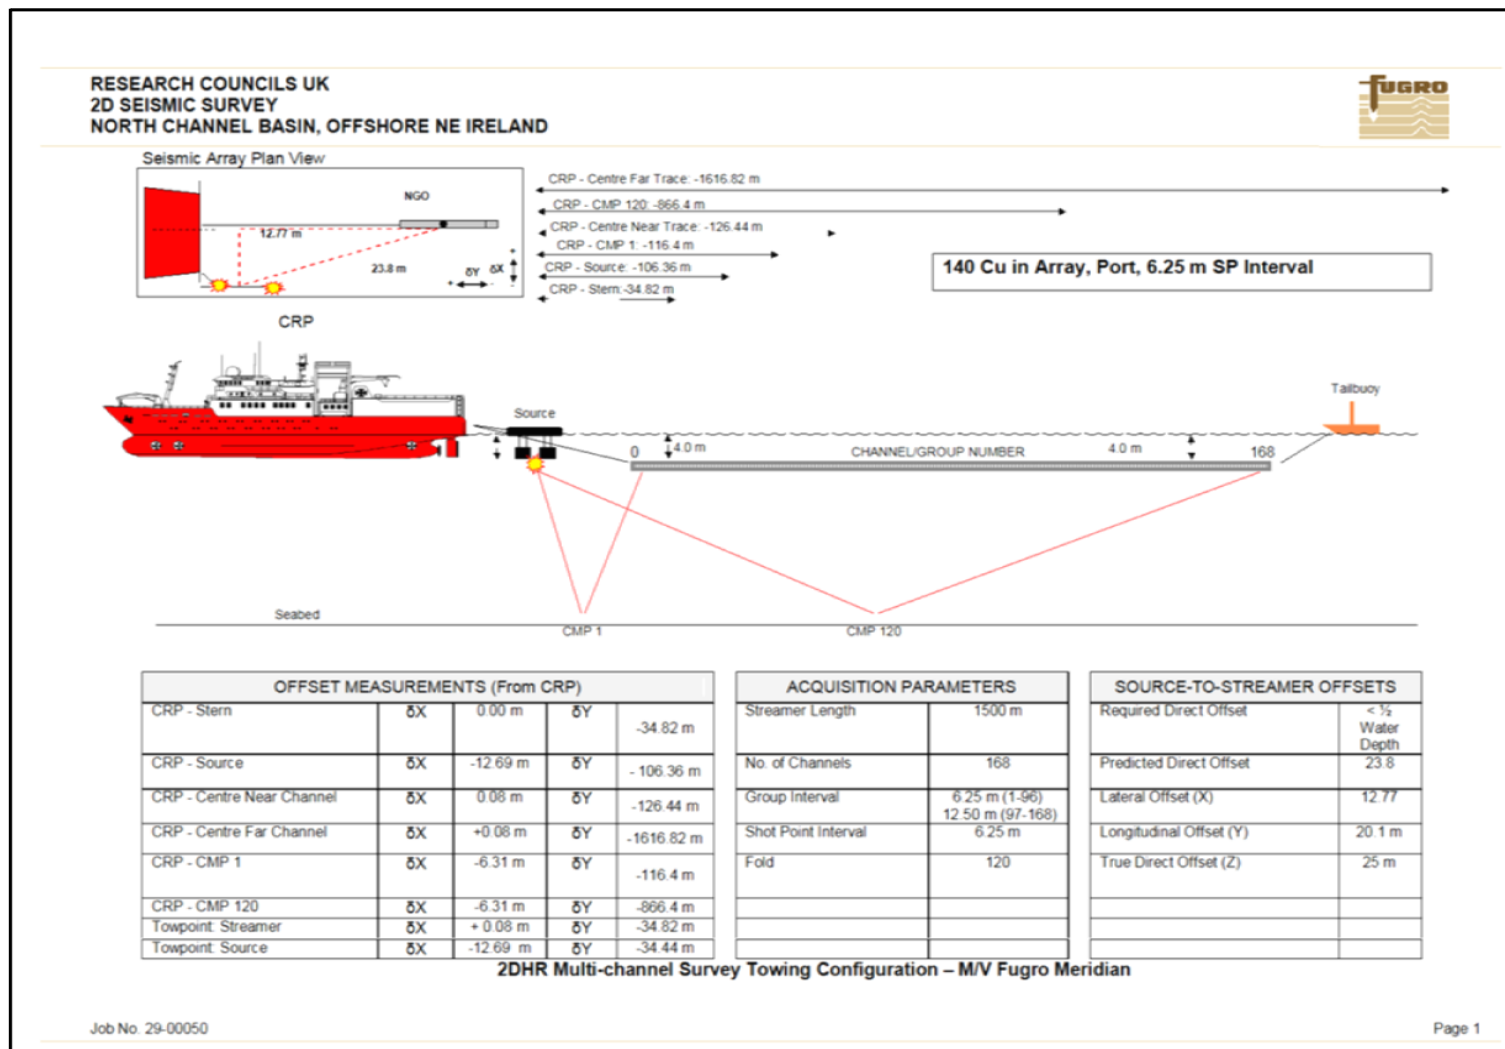 RESEARCH COUNCILS UK
2D SEISMIC SURVEY
NORTH CHANNEL BASIN, OFFSHORE NE IRELAND
FUGRO
Seismic Array Plan View
NGO
12.77 m
23.8 m
δY δX
+
-
+
-
CRP - Centre Far Trace: -1616.82 m
CRP - CMP 120: -866.4 m
CRP - Centre Near Trace: -126.44 m
CRP - CMP 1: -116.4 m
CRP - Source: -106.36 m
CRP - Stern:-34.82 m
140 Cu in Array, Port, 6.25 m SP Interval
CRP
Source
Tailbuoy
0 4.0 m CHANNEL/GROUP NUMBER 4.0 m 168
Seabed
CMP 1 CMP 120
OFFSET MEASUREMENTS (From CRP)
CRP - Stern δX 0.00 m δY -34.82 m
CRP - Source δX -12.69 m δY - 106.36 m
CRP - Centre Near Channel δX 0.08 m δY -126.44 m
CRP - Centre Far Channel δX +0.08 m δY -1616.82 m
CRP - CMP 1 δX -6.31 m δY -116.4 m
CRP - CMP 120 δX -6.31 m δY -866.4 m
Towpoint: Streamer δX + 0.08 m δY -34.82 m
Towpoint: Source δX -12.69 m δY -34.44 m
ACQUISITION PARAMETERS
Streamer Length 1500 m
No. of Channels 168
Group Interval 6.25 m (1-96)
12.50 m (97-168)
Shot Point Interval 6.25 m
Fold 120
SOURCE-TO-STREAMER OFFSETS
Required Direct Offset < ½
Water
Depth
Predicted Direct Offset 23.8
Lateral Offset (X) 12.77
Longitudinal Offset (Y) 20.1 m
True Direct Offset (Z) 25 m
2DHR Multi-channel Survey Towing Configuration – M/V Fugro Meridian
Job No. 29-00050
Page 1